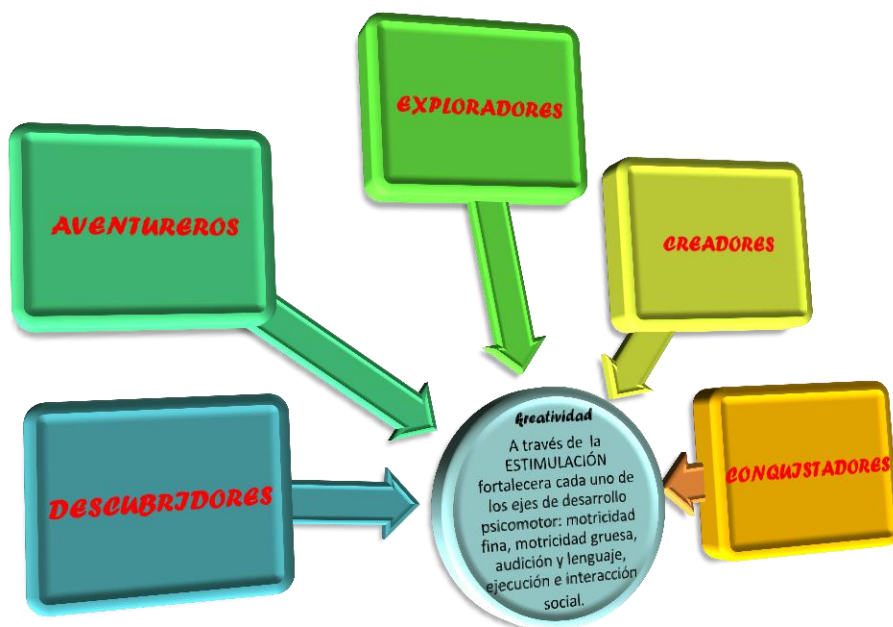 EXPLORADORES
AVENTUREROS
CREADORES
DESCUBRIDORES
CONQUISTADORES
kreatividad
A través de la
ESTIMULACIÓN
fortalecera cada uno de
los ejes de desarrollo
psicomotor: motricidad
fina, motricidad gruesa,
audición y lenguaje,
ejecución e interacción
social.